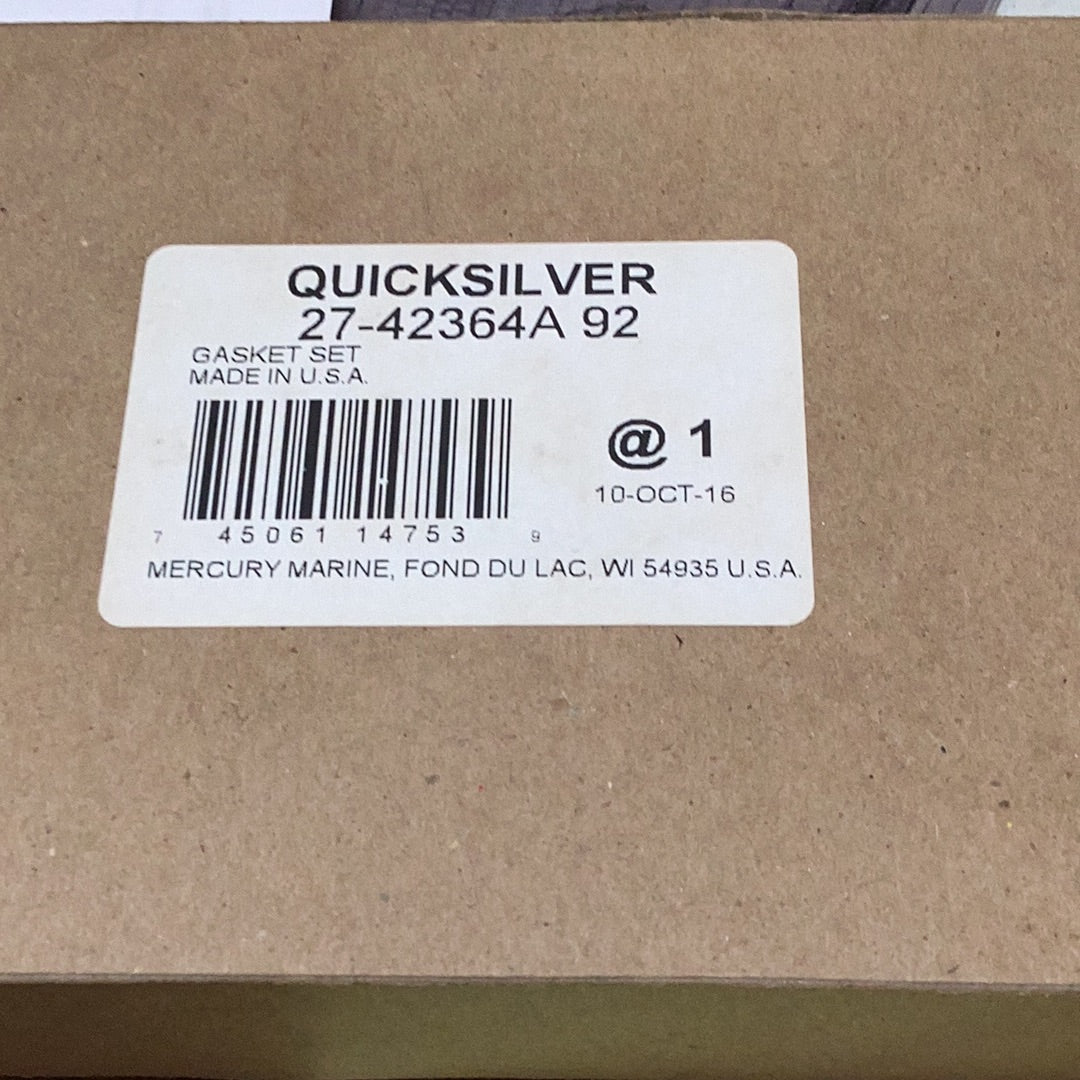 QUICKSILVER
27-42364A 92
GASKET SET
MADE IN U.S.A.
@ 1
10-OCT-16
7 45061 14753 9
MERCURY MARINE, FOND DU LAC, WI 54935 U.S.A.